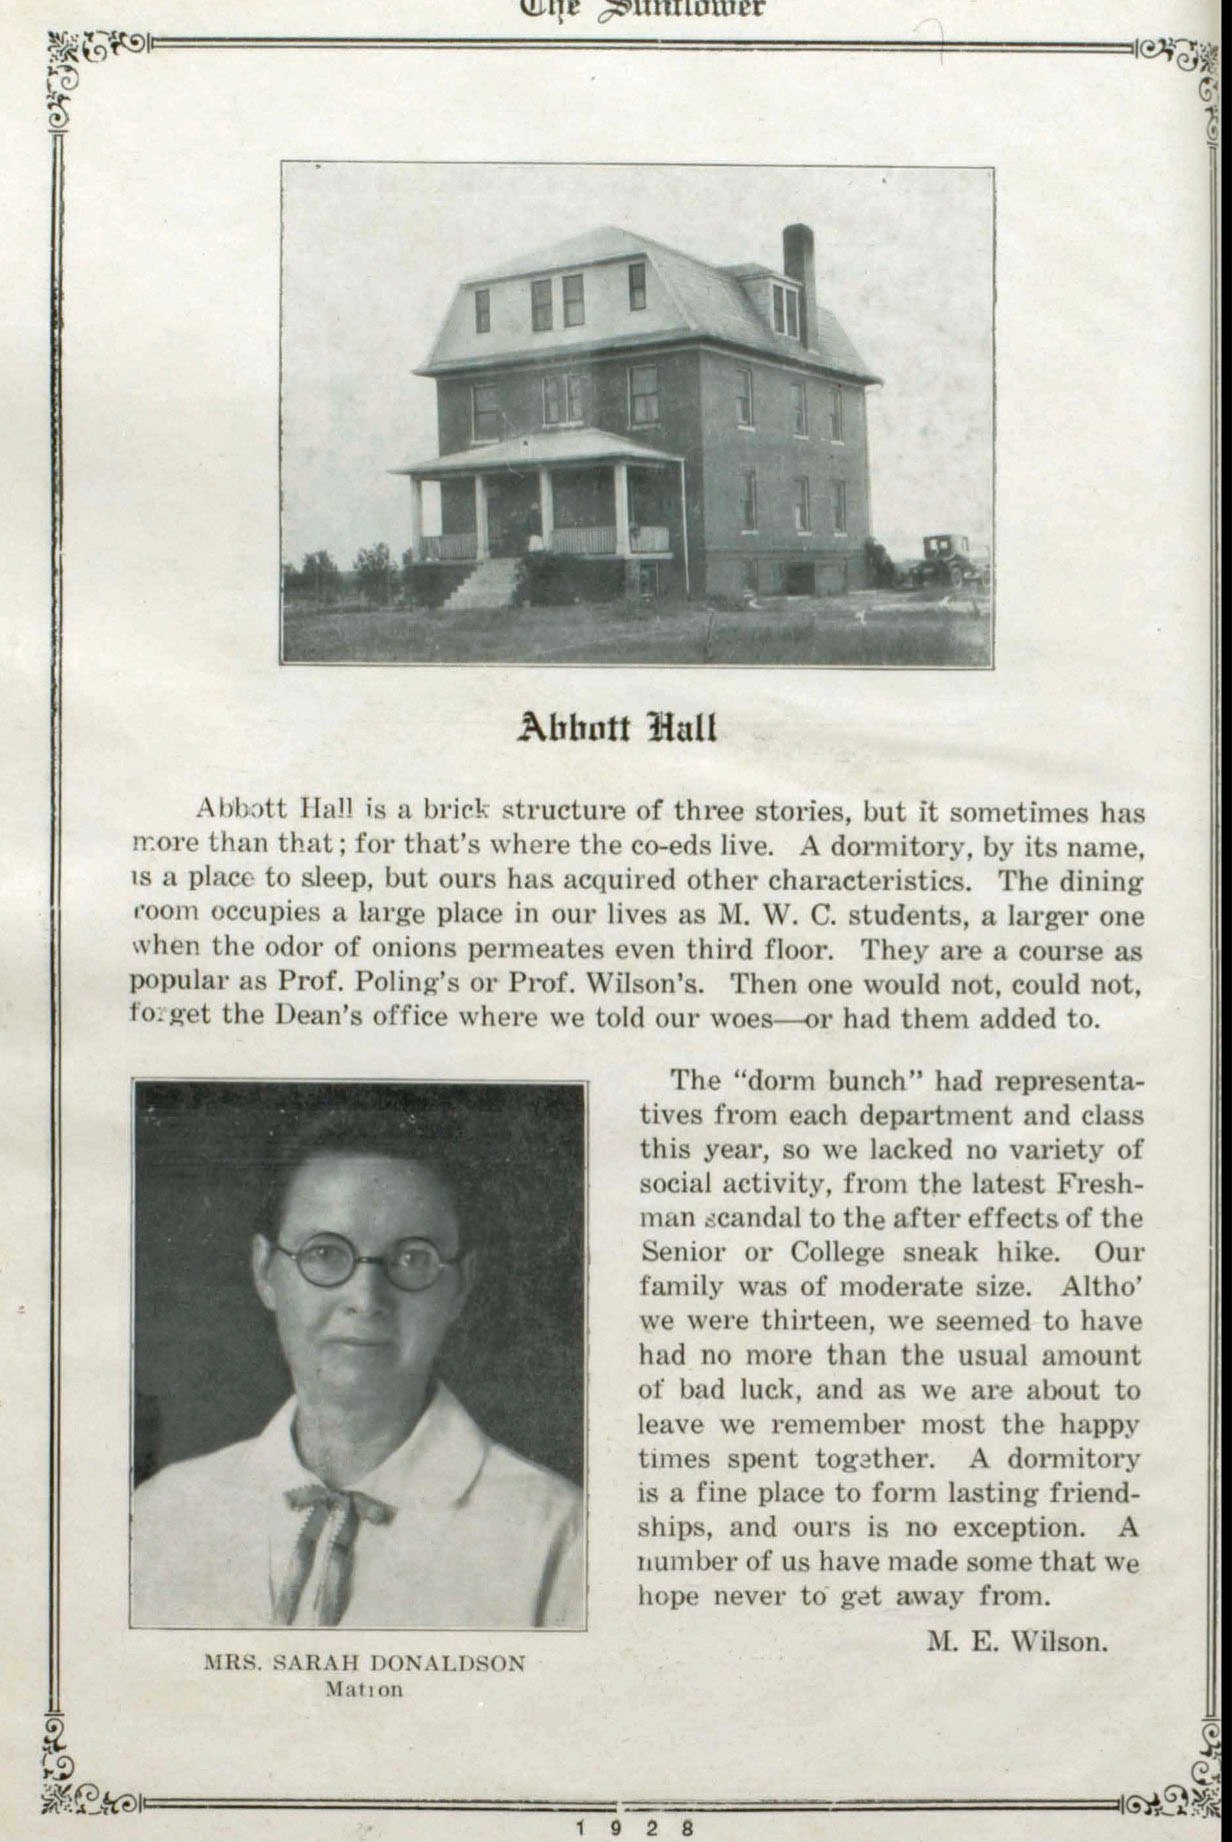 The Sunflower
Abbott Hall
Abbott Hall is a brick structure of three stories, but it sometimes has
more than that; for that's where the co-eds live. A dormitory, by its name,
is a place to sleep, but ours has acquired other characteristics. The dining
room occupies a large place in our lives as M. W. C. students, a larger one
when the odor of onions permeates even third floor. They are a course as
popular as Prof. Poling's or Prof. Wilson's. Then one would not, could not,
forget the Dean's office where we told our woes—or had them added to.
The "dorm bunch" had representa-
tives from each department and class
this year, so we lacked no variety of
social activity, from the latest Fresh-
man scandal to the after effects of the
Senior or College sneak hike. Our
family was of moderate size. Altho'
we were thirteen, we seemed to have
had no more than the usual amount
of bad luck, and as we are about to
leave we remember most the happy
times spent together. A dormitory
is a fine place to form lasting friend-
ships, and ours is no exception. A
number of us have made some that we
hope never to get away from.
M. E. Wilson.
MRS. SARAH DONALDSON
Matron
1928